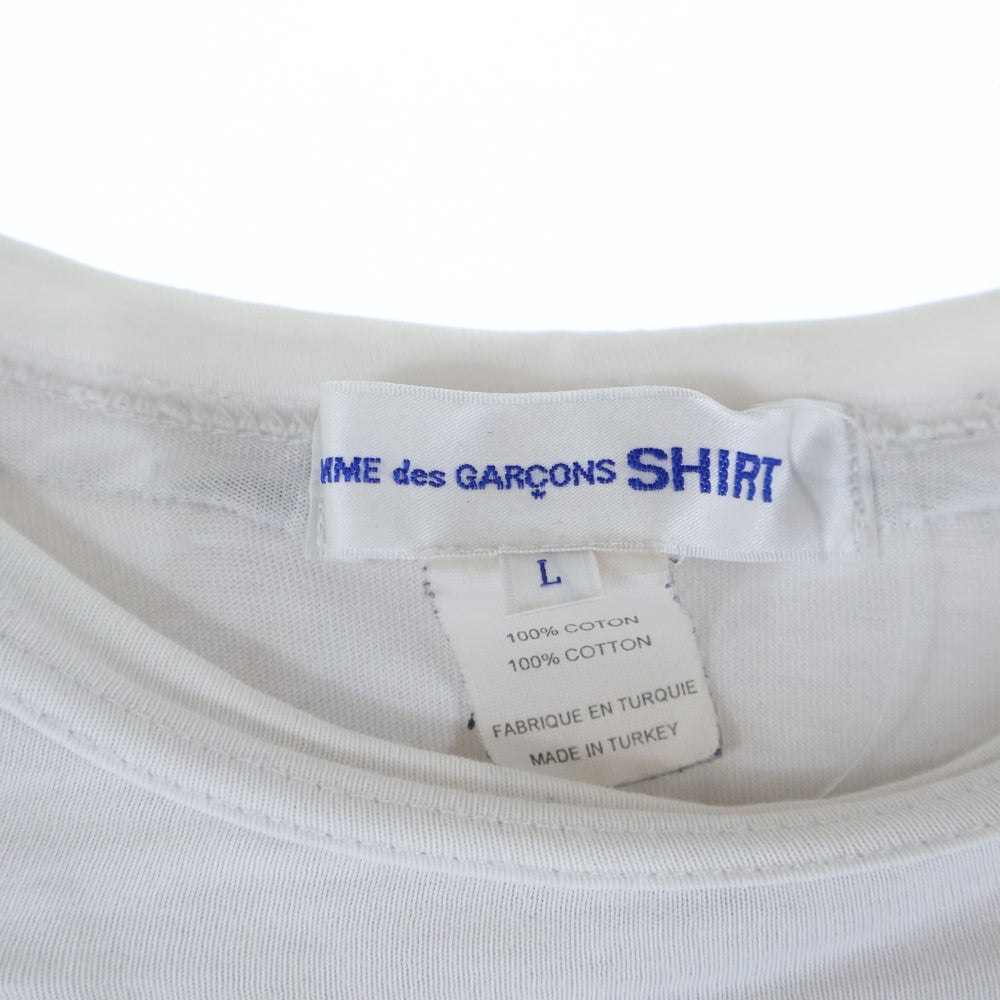 MME des GARÇONS SHIRT
L
100% COTON
100% COTTON
FABRIQUE EN TURQUIE
MADE IN TURKEY